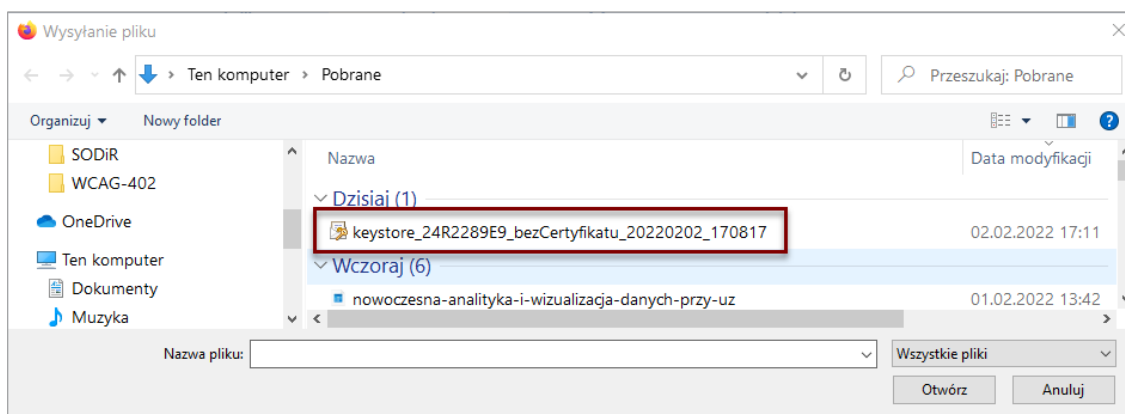 Wysyłanie pliku
Ten komputer > Pobrane
Przeszukaj: Pobrane
Organizuj
Nowy folder
SODiR
WCAG-402
OneDrive
Ten komputer
Dokumenty
Muzyka
Nazwa
Data modyfikacji
Dzisiaj (1)
keystore_24R2289E9_bezCertyfikatu_20220202_170817
02.02.2022 17:11
Wczoraj (6)
nowoczesna-analityka-i-wizualizacja-danych-przy-uz
01.02.2022 13:42
Nazwa pliku:
Wszystkie pliki
Otwórz
Anuluj